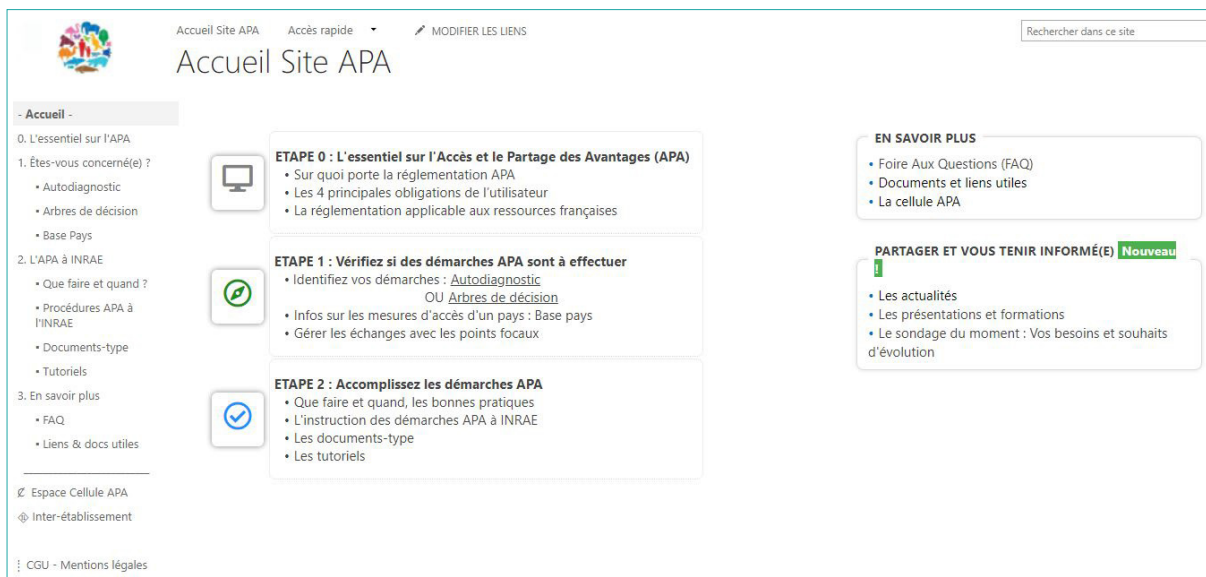 Accueil Site APA Accès rapide MODIFIER LES LIENS
Rechercher dans ce site
Accueil Site APA
- Accueil -
0. L'essentiel sur l'APA
1. Êtes-vous concerné(e) ?
▪ Autodiagnostic
▪ Arbres de décision
▪ Base Pays
2. L'APA à INRAE
▪ Que faire et quand ?
▪ Procédures APA à
l'INRAE
▪ Documents-type
▪ Tutoriels
3. En savoir plus
▪ FAQ
▪ Liens & docs utiles
Espace Cellule APA
Inter-établissement
CGU - Mentions légales
ETAPE 0 : L'essentiel sur l'Accès et le Partage des Avantages (APA)
• Sur quoi porte la réglementation APA
• Les 4 principales obligations de l'utilisateur
• La réglementation applicable aux ressources françaises
ETAPE 1 : Vérifiez si des démarches APA sont à effectuer
• Identifiez vos démarches : Autodiagnostic
OU Arbres de décision
• Infos sur les mesures d'accès d'un pays : Base pays
• Gérer les échanges avec les points focaux
ETAPE 2 : Accomplissez les démarches APA
• Que faire et quand, les bonnes pratiques
• L'instruction des démarches APA à INRAE
• Les documents-type
• Les tutoriels
EN SAVOIR PLUS
• Foire Aux Questions (FAQ)
• Documents et liens utiles
• La cellule APA
PARTAGER ET VOUS TENIR INFORMÉ(E) Nouveau
!
• Les actualités
• Les présentations et formations
• Le sondage du moment : Vos besoins et souhaits
d'évolution